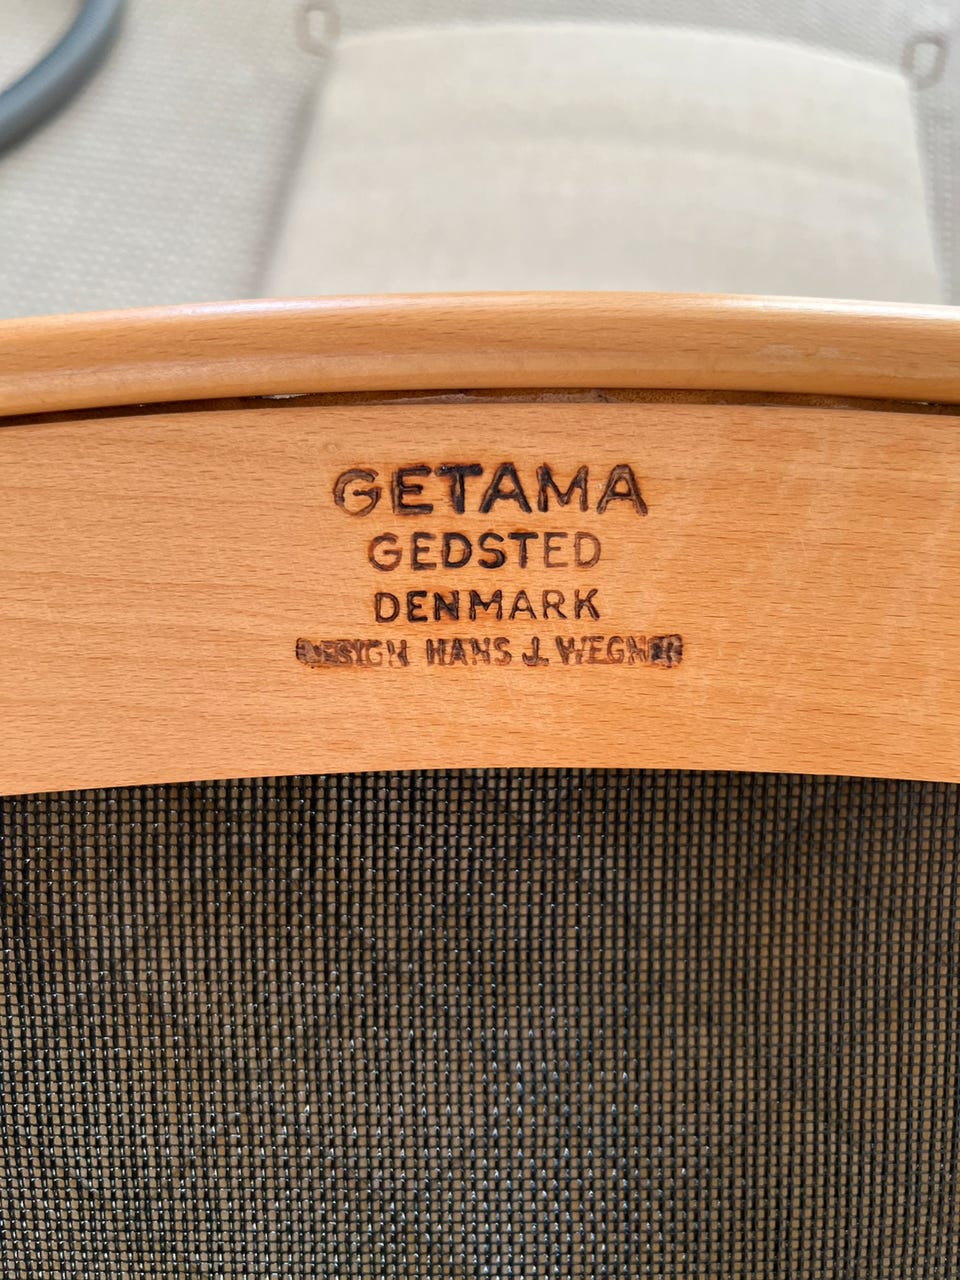 GETAMA
GEDSTED
DENMARK
DESIGN HANS J. WEGNER